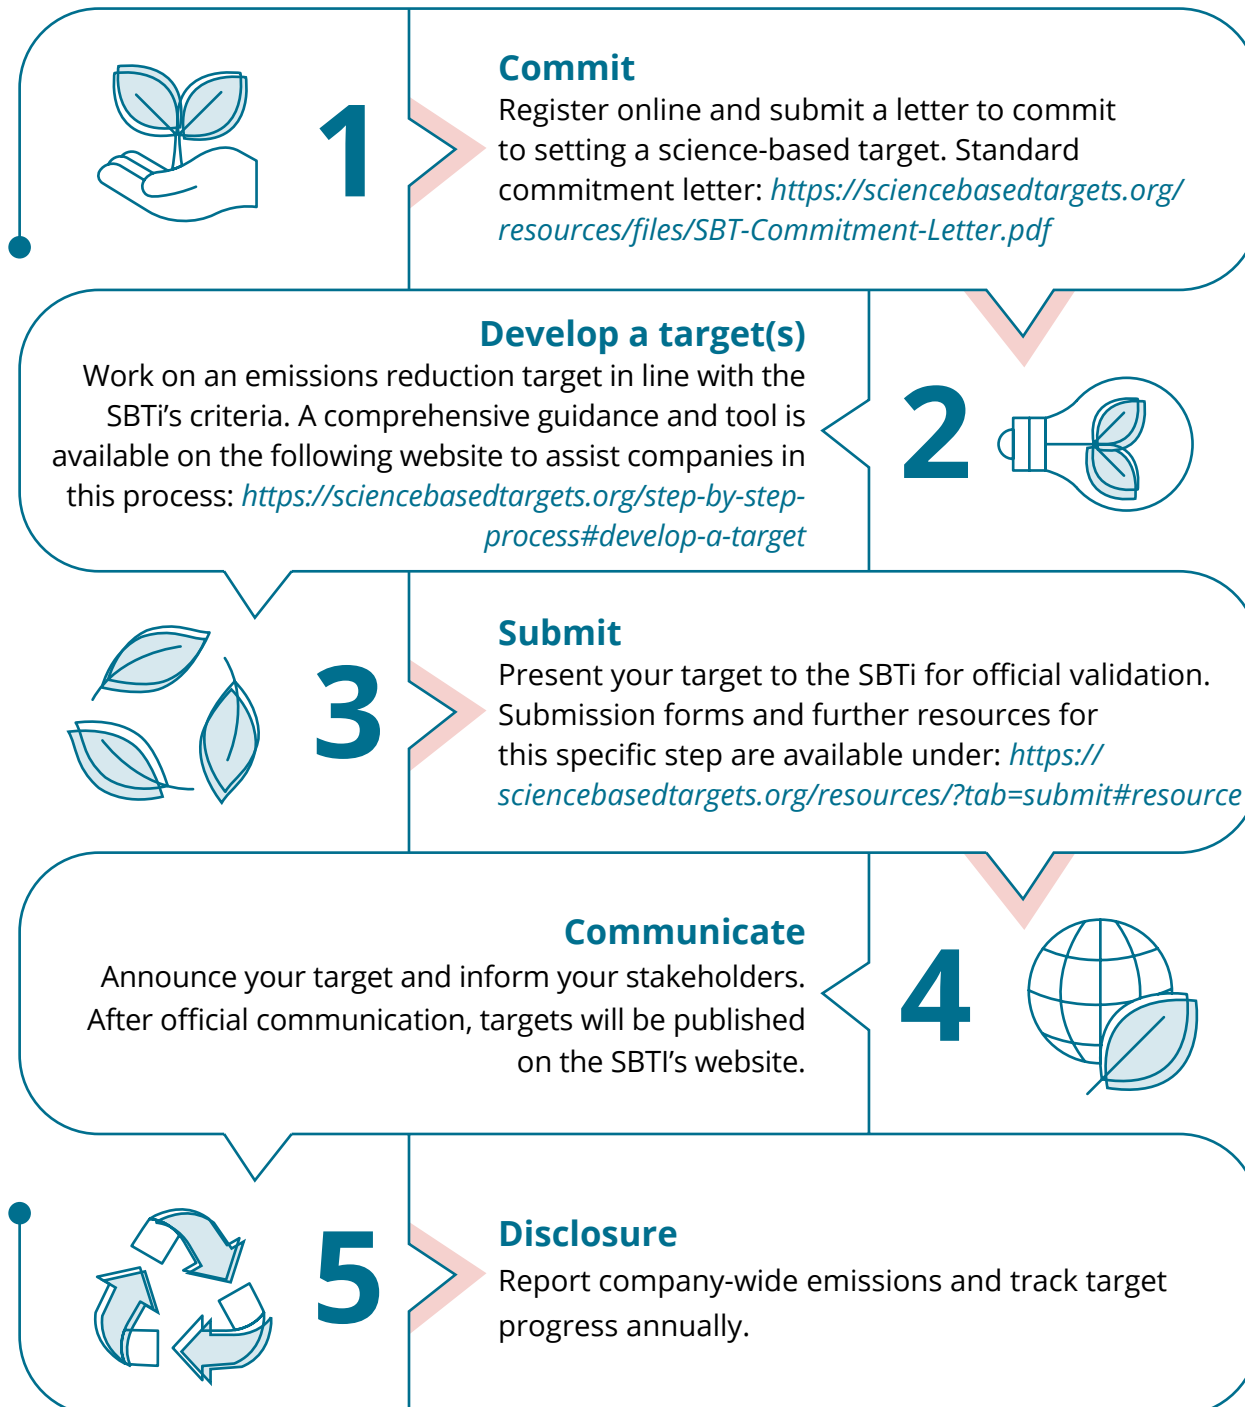 1
Commit
Register online and submit a letter to commit
to setting a science-based target. Standard
commitment letter: https://sciencebasedtargets.org/
resources/files/SBT-Commitment-Letter.pdf
2
Develop a target(s)
Work on an emissions reduction target in line with the
SBTi’s criteria. A comprehensive guidance and tool is
available on the following website to assist companies in
this process: https://sciencebasedtargets.org/step-by-step-
process#develop-a-target
3
Submit
Present your target to the SBTi for official validation.
Submission forms and further resources for
this specific step are available under: https://
sciencebasedtargets.org/resources/?tab=submit#resource
4
Communicate
Announce your target and inform your stakeholders.
After official communication, targets will be published
on the SBTI’s website.
5
Disclosure
Report company-wide emissions and track target
progress annually.